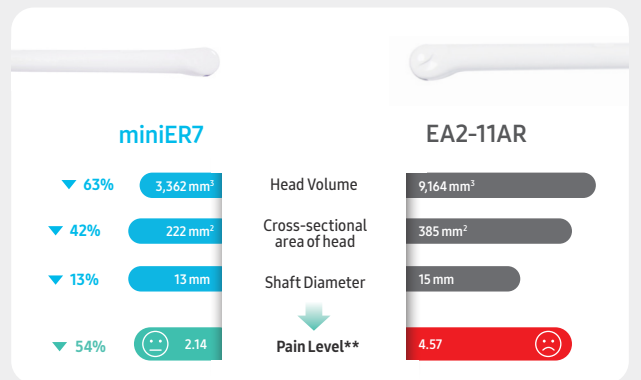 miniER7
EA2-11AR
▼ 63%
3,362 mm³
Head Volume
9,164 mm³
▼ 42%
222 mm²
Cross-sectional
area of head
385 mm²
▼ 13%
13 mm
Shaft Diameter
15 mm
▼ 54%
2.14
Pain Level**
4.57